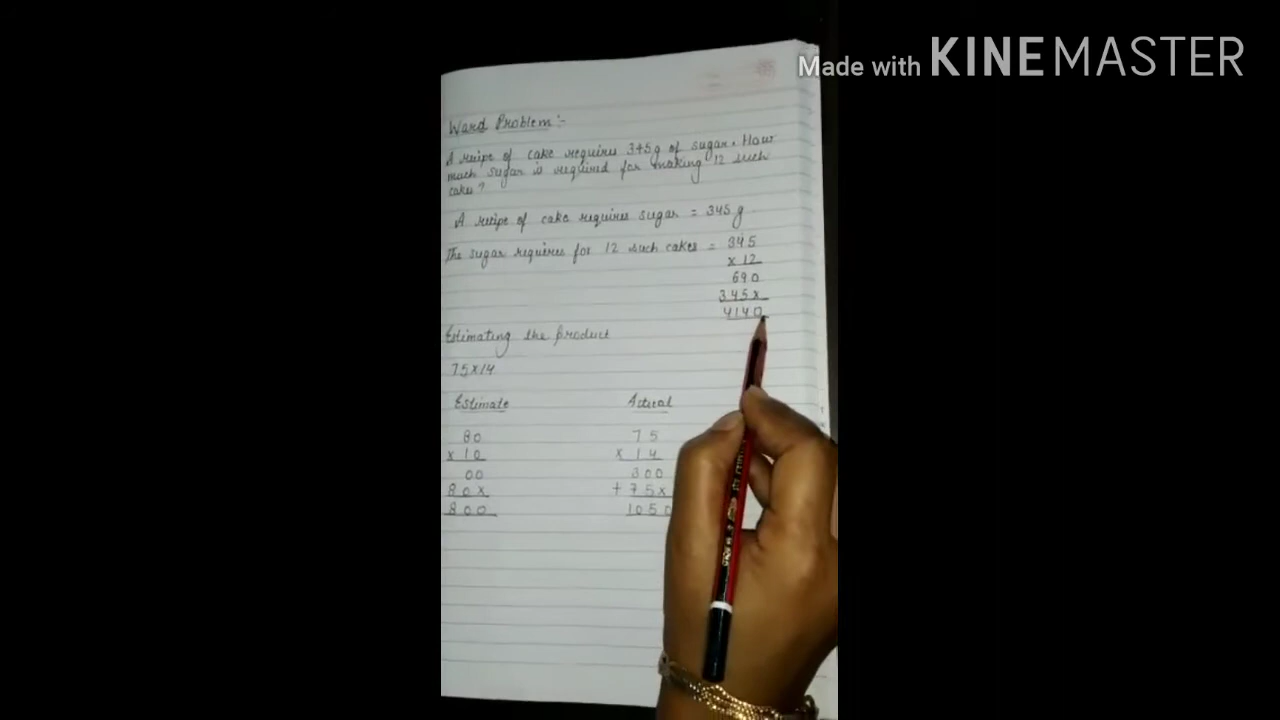 Made with KINEMASTER
Word Problem:-
A recipe of cake requires 345g of sugar. How
much sugar is required for making 12 such
cakes?
A recipe of cake requires sugar = 345 g
The sugar requires for 12 such cakes = 345
x 12
690
345x
4140
Estimating the product
75x14
Estimate
80
x 10
00
80x
800
Actual
75
x 14
300
+ 75x
1050